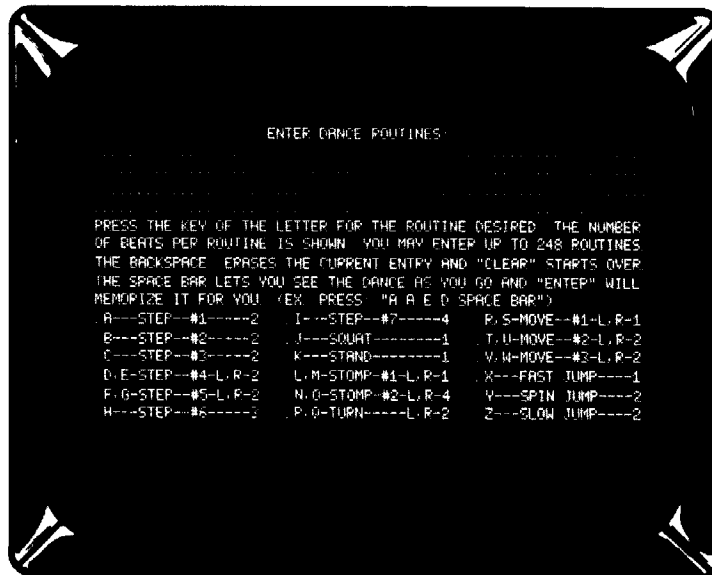 ENTER DANCE ROUTINES:
PRESS THE KEY OF THE LETTER FOR THE ROUTINE DESIRED. THE NUMBER
OF BEATS PER ROUTINE IS SHOWN. YOU MAY ENTER UP TO 248 ROUTINES.
THE BACKSPACE ERASES THE CURRENT ENTRY AND "CLEAR" STARTS OVER.
THE SPACE BAR LETS YOU SEE THE DANCE AS YOU GO AND "ENTER" WILL
MEMORIZE IT FOR YOU. (EX. PRESS "A A E D SPACE BAR")
A---STEP--#1-----2 I---STEP--#7-----4 R,S-MOVE--#1-L,R-1
B---STEP--#2-----2 J---SQUAT--------1 T,U-MOVE--#2-L,R-2
C---STEP--#3-----2 K---STAND--------1 V,W-MOVE--#3-L,R-2
D,E-STEP--#4-L,R-2 L,M-STOMP-#1-L,R-1 X---FAST JUMP----1
F,G-STEP--#5-L,R-2 N,O-STOMP-#2-L,R-4 Y---SPIN JUMP----2
H---STEP--#6-----3 P,Q-TURN-----L,R-2 Z---SLOW JUMP----2